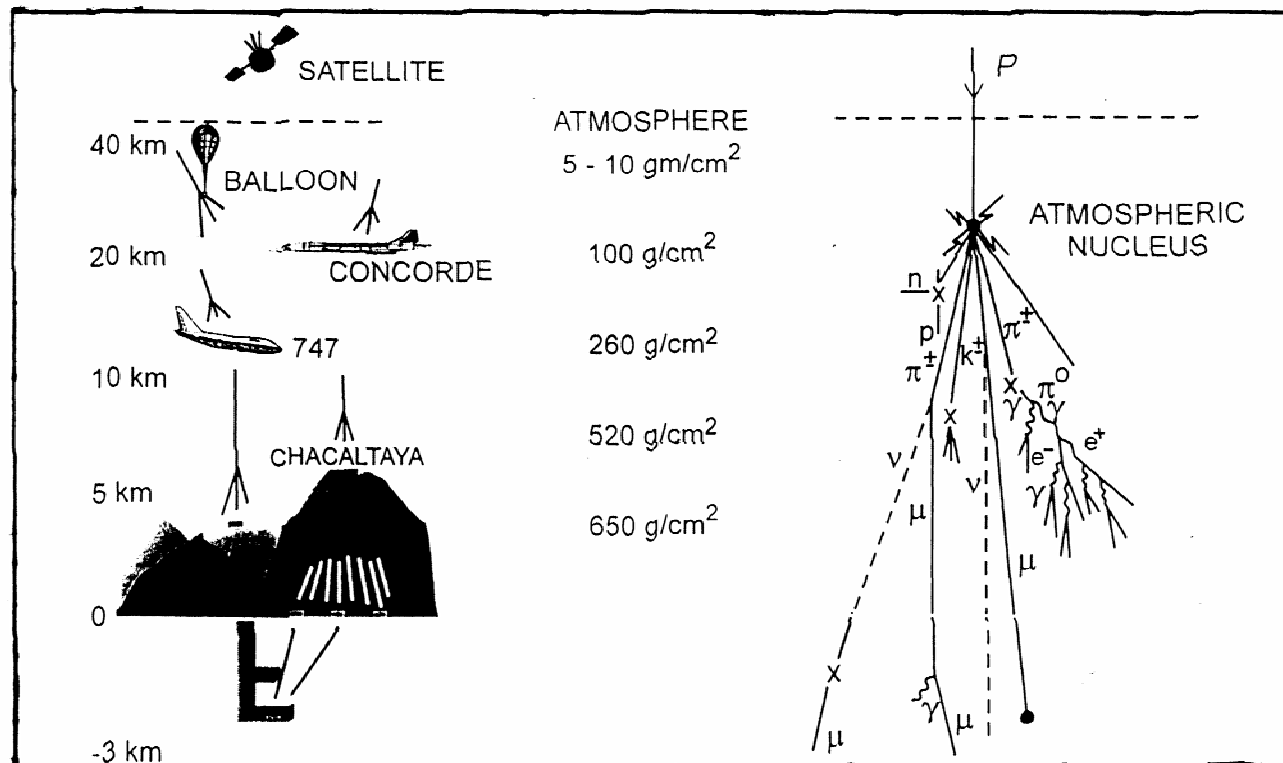 SATELLITE
40 km
BALLOON
20 km
CONCORDE
747
10 km
CHACALTAYA
5 km
0
-3 km
ATMOSPHERE
5 - 10 gm/cm²
100 g/cm²
260 g/cm²
520 g/cm²
650 g/cm²
P
ATMOSPHERIC
NUCLEUS
n
x
p
π±
k±
π±
x
x
γ
π⁰
γ
e⁻
e⁺
γ
ν
ν
μ
μ
x
γ
μ
μ